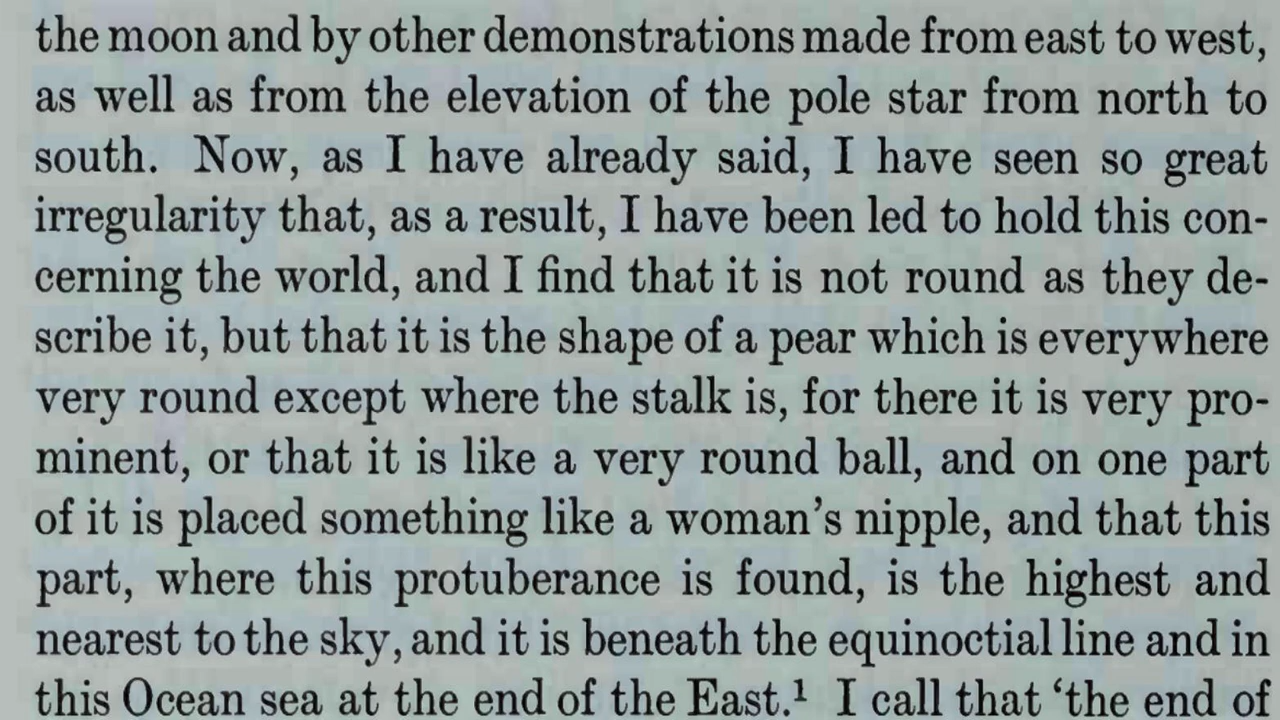 the moon and by other demonstrations made from east to west,
as well as from the elevation of the pole star from north to
south. Now, as I have already said, I have seen so great
irregularity that, as a result, I have been led to hold this con-
cerning the world, and I find that it is not round as they de-
scribe it, but that it is the shape of a pear which is everywhere
very round except where the stalk is, for there it is very pro-
minent, or that it is like a very round ball, and on one part
of it is placed something like a woman's nipple, and that this
part, where this protuberance is found, is the highest and
nearest to the sky, and it is beneath the equinoctial line and in
this Ocean sea at the end of the East.¹ I call that ‘the end of